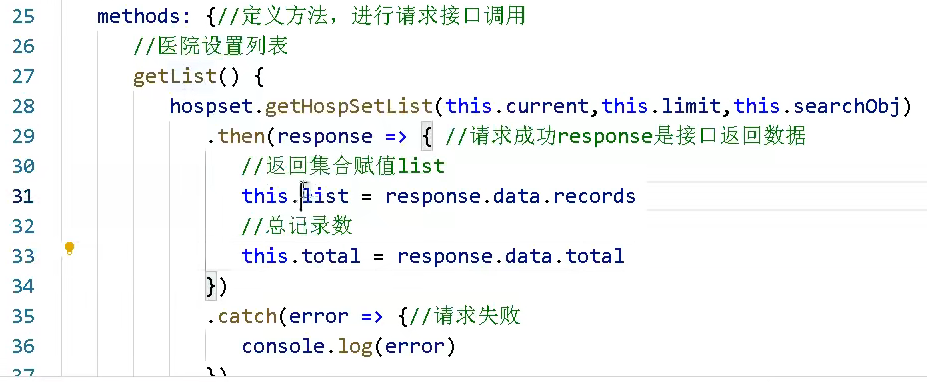 25 methods: {//定义方法，进行请求接口调用
26 //医院设置列表
27 getList() {
28 hospset.getHospSetList(this.current,this.limit,this.searchObj)
29 .then(response => { //请求成功response是接口返回数据
30 //返回集合赋值list
31 this.list = response.data.records
32 //总记录数
33 this.total = response.data.total
34 })
35 .catch(error => {//请求失败
36 console.log(error)
37 })